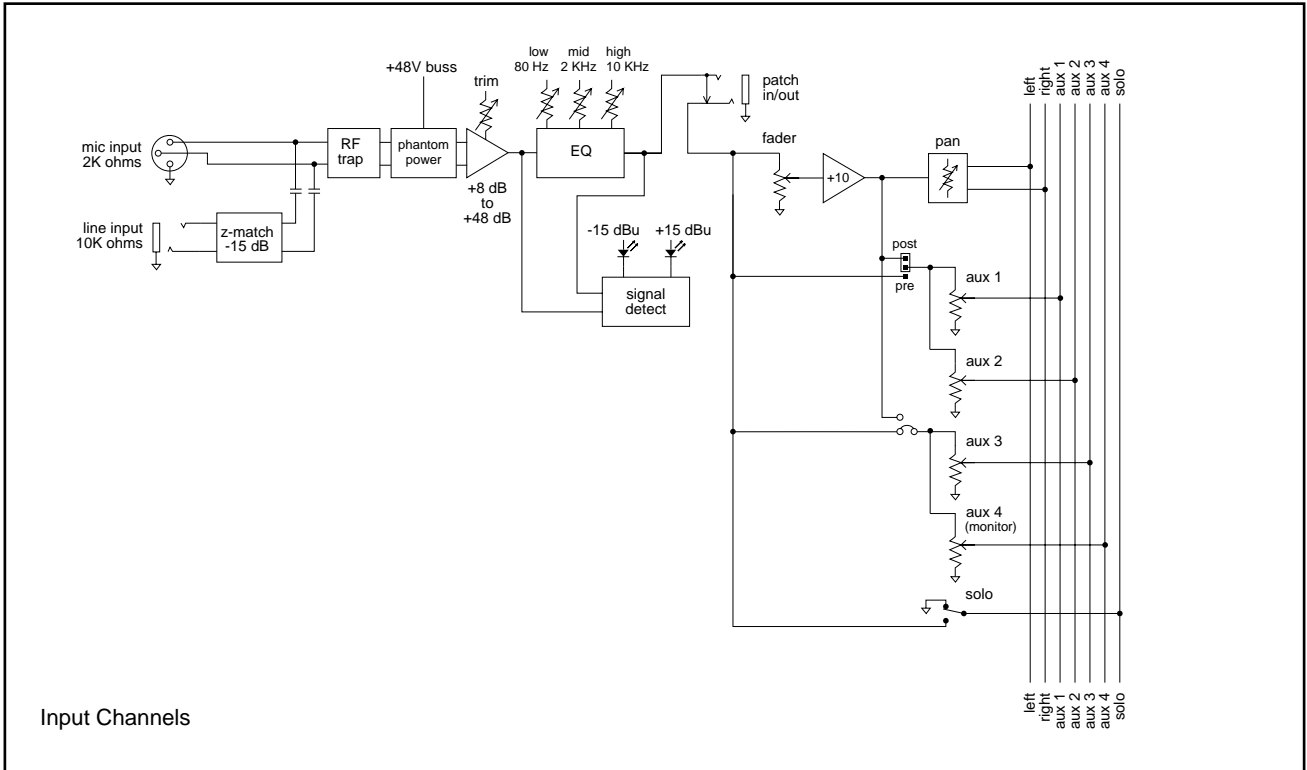 +48V buss
trim
low
80 Hz
mid
2 KHz
high
10 KHz
patch
in/out
mic input
2K ohms
RF
trap
phantom
power
EQ
+8 dB
to
+48 dB
line input
10K ohms
z-match
-15 dB
-15 dBu
+15 dBu
signal
detect
fader
+10
pan
post
pre
aux 1
aux 2
aux 3
aux 4
(monitor)
solo
left
right
aux 1
aux 2
aux 3
aux 4
solo
left
right
aux 1
aux 2
aux 3
aux 4
solo
Input Channels